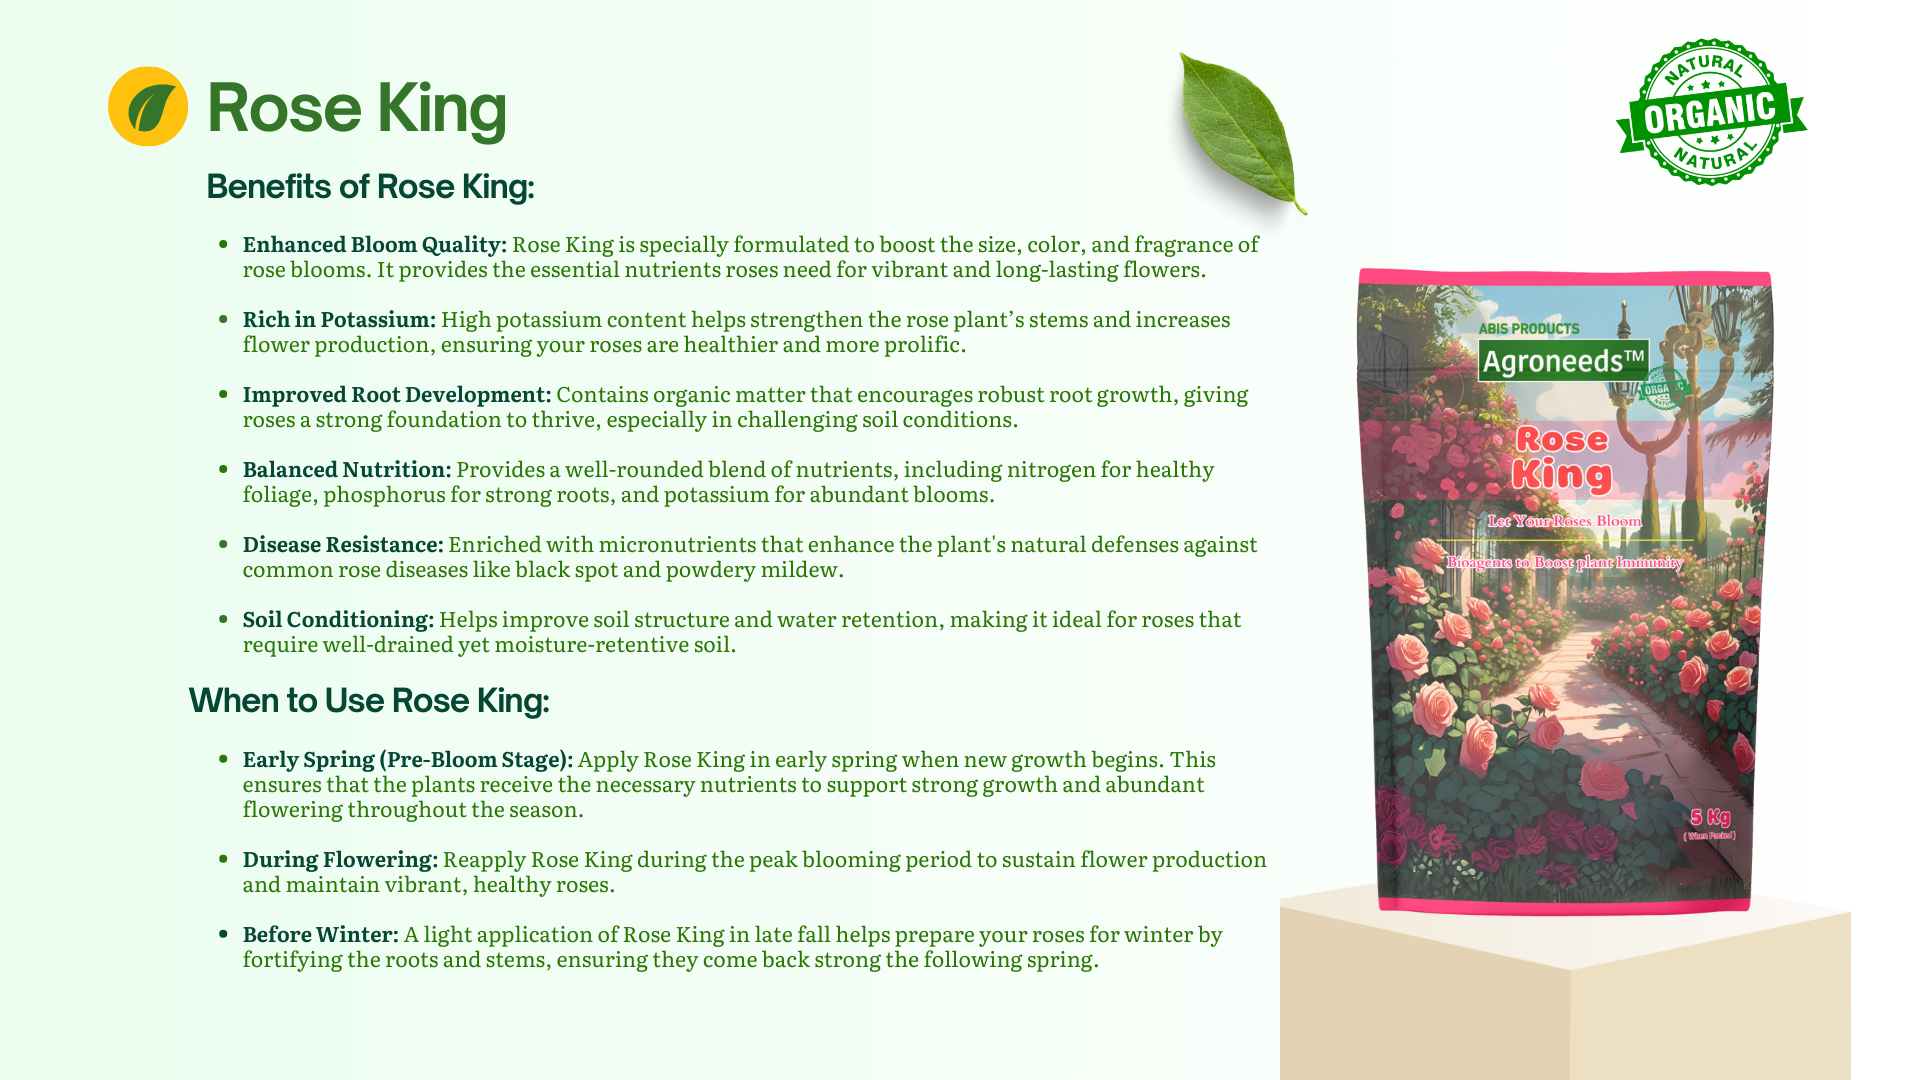 Rose King
Benefits of Rose King:
• Enhanced Bloom Quality: Rose King is specially formulated to boost the size, color, and fragrance of
rose blooms. It provides the essential nutrients roses need for vibrant and long-lasting flowers.
• Rich in Potassium: High potassium content helps strengthen the rose plant’s stems and increases
flower production, ensuring your roses are healthier and more prolific.
• Improved Root Development: Contains organic matter that encourages robust root growth, giving
roses a strong foundation to thrive, especially in challenging soil conditions.
• Balanced Nutrition: Provides a well-rounded blend of nutrients, including nitrogen for healthy
foliage, phosphorus for strong roots, and potassium for abundant blooms.
• Disease Resistance: Enriched with micronutrients that enhance the plant's natural defenses against
common rose diseases like black spot and powdery mildew.
• Soil Conditioning: Helps improve soil structure and water retention, making it ideal for roses that
require well-drained yet moisture-retentive soil.
When to Use Rose King:
• Early Spring (Pre-Bloom Stage): Apply Rose King in early spring when new growth begins. This
ensures that the plants receive the necessary nutrients to support strong growth and abundant
flowering throughout the season.
• During Flowering: Reapply Rose King during the peak blooming period to sustain flower production
and maintain vibrant, healthy roses.
• Before Winter: A light application of Rose King in late fall helps prepare your roses for winter by
fortifying the roots and stems, ensuring they come back strong the following spring.
NATURAL
ORGANIC
NATURAL
ABIS PRODUCTS
Agroneeds™
ORGANIC
Rose
King
Let Your Roses Bloom
Bioagents to Boost plant Immunity
5 Kg
( When Packed )